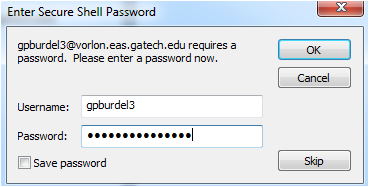 Enter Secure Shell Password
gpburdel3@vorlon.eas.gatech.edu requires a
password.  Please enter a password now.
OK
Cancel
Username:
gpburdel3
Password:
●●●●●●●●●●●●●●●
Save password
Skip